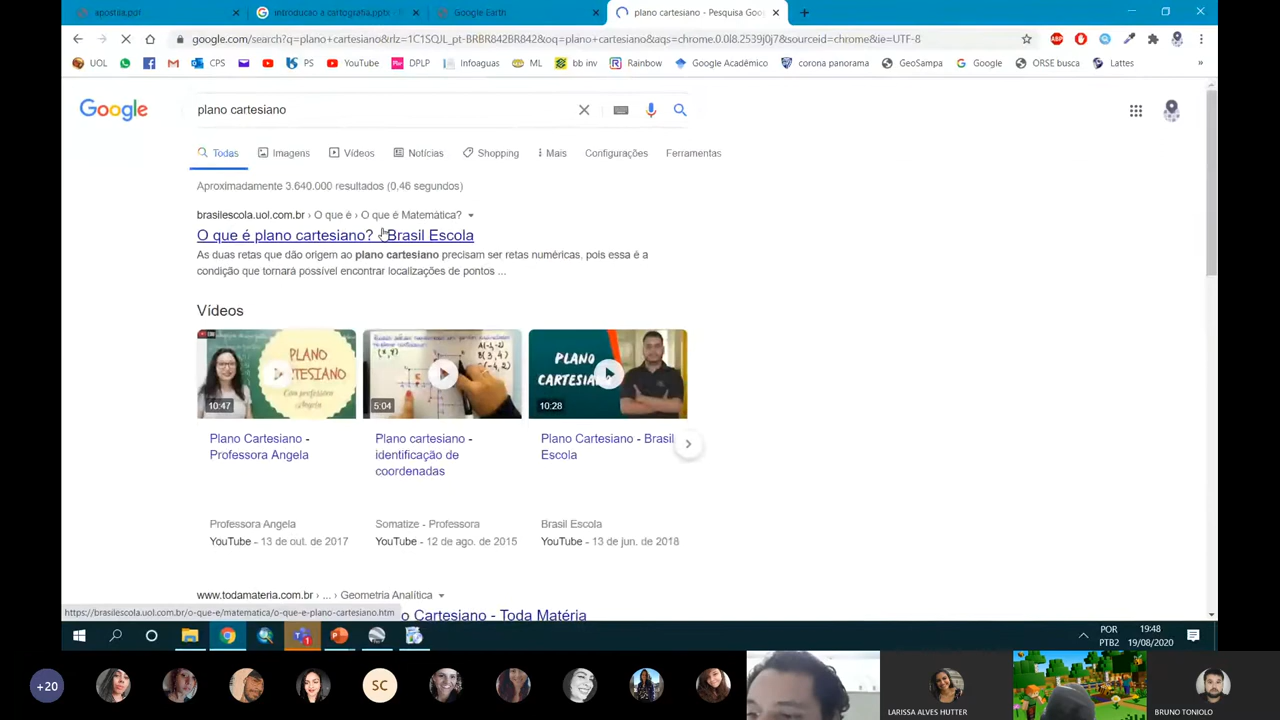 apostila.pdf
introducao a cartografia.pptx -
Google Earth
plano cartesiano - Pesquisa Goo
google.com/search?q=plano+cartesiano&rlz=1C1SQJL_pt-BRBR842BR842&oq=plano+cartesiano&aqs=chrome.0.0l8.2539j0j7&sourceid=chrome&ie=UTF-8
UOL CPS PS YouTube DPLP Infoaguas ML bb inv Rainbow Google Acadêmico corona panorama GeoSampa Google ORSE busca Lattes »
Google
plano cartesiano
Todas Imagens Vídeos Notícias Shopping Mais Configurações Ferramentas
Aproximadamente 3.640.000 resultados (0,46 segundos)
brasilescola.uol.com.br › O que é › O que é Matemática?
O que é plano cartesiano? - Brasil Escola
As duas retas que dão origem ao plano cartesiano precisam ser retas numéricas, pois essa é a
condição que tornará possível encontrar localizações de pontos ...
Vídeos
PLANO
CARTESIANO
Com professora
Angela
10:47
(x,y)
B(3,4)
5:04
PLANO
CARTESIAN
10:28
Plano Cartesiano -
Professora Angela
Plano cartesiano -
identificação de
coordenadas
Plano Cartesiano - Brasil
Escola
Professora Angela
YouTube - 13 de out. de 2017
Somatize - Professora
YouTube - 12 de ago. de 2015
Brasil Escola
YouTube - 13 de jun. de 2018
www.todamateria.com.br › ... › Geometria Analítica
o Cartesiano - Toda Matéria
https://brasilescola.uol.com.br/o-que-e/matematica/o-que-e-plano-cartesiano.htm
POR
PTB2
19:48
19/08/2020
+20
SC
LARISSA ALVES HUTTER
BRUNO TONIOLO